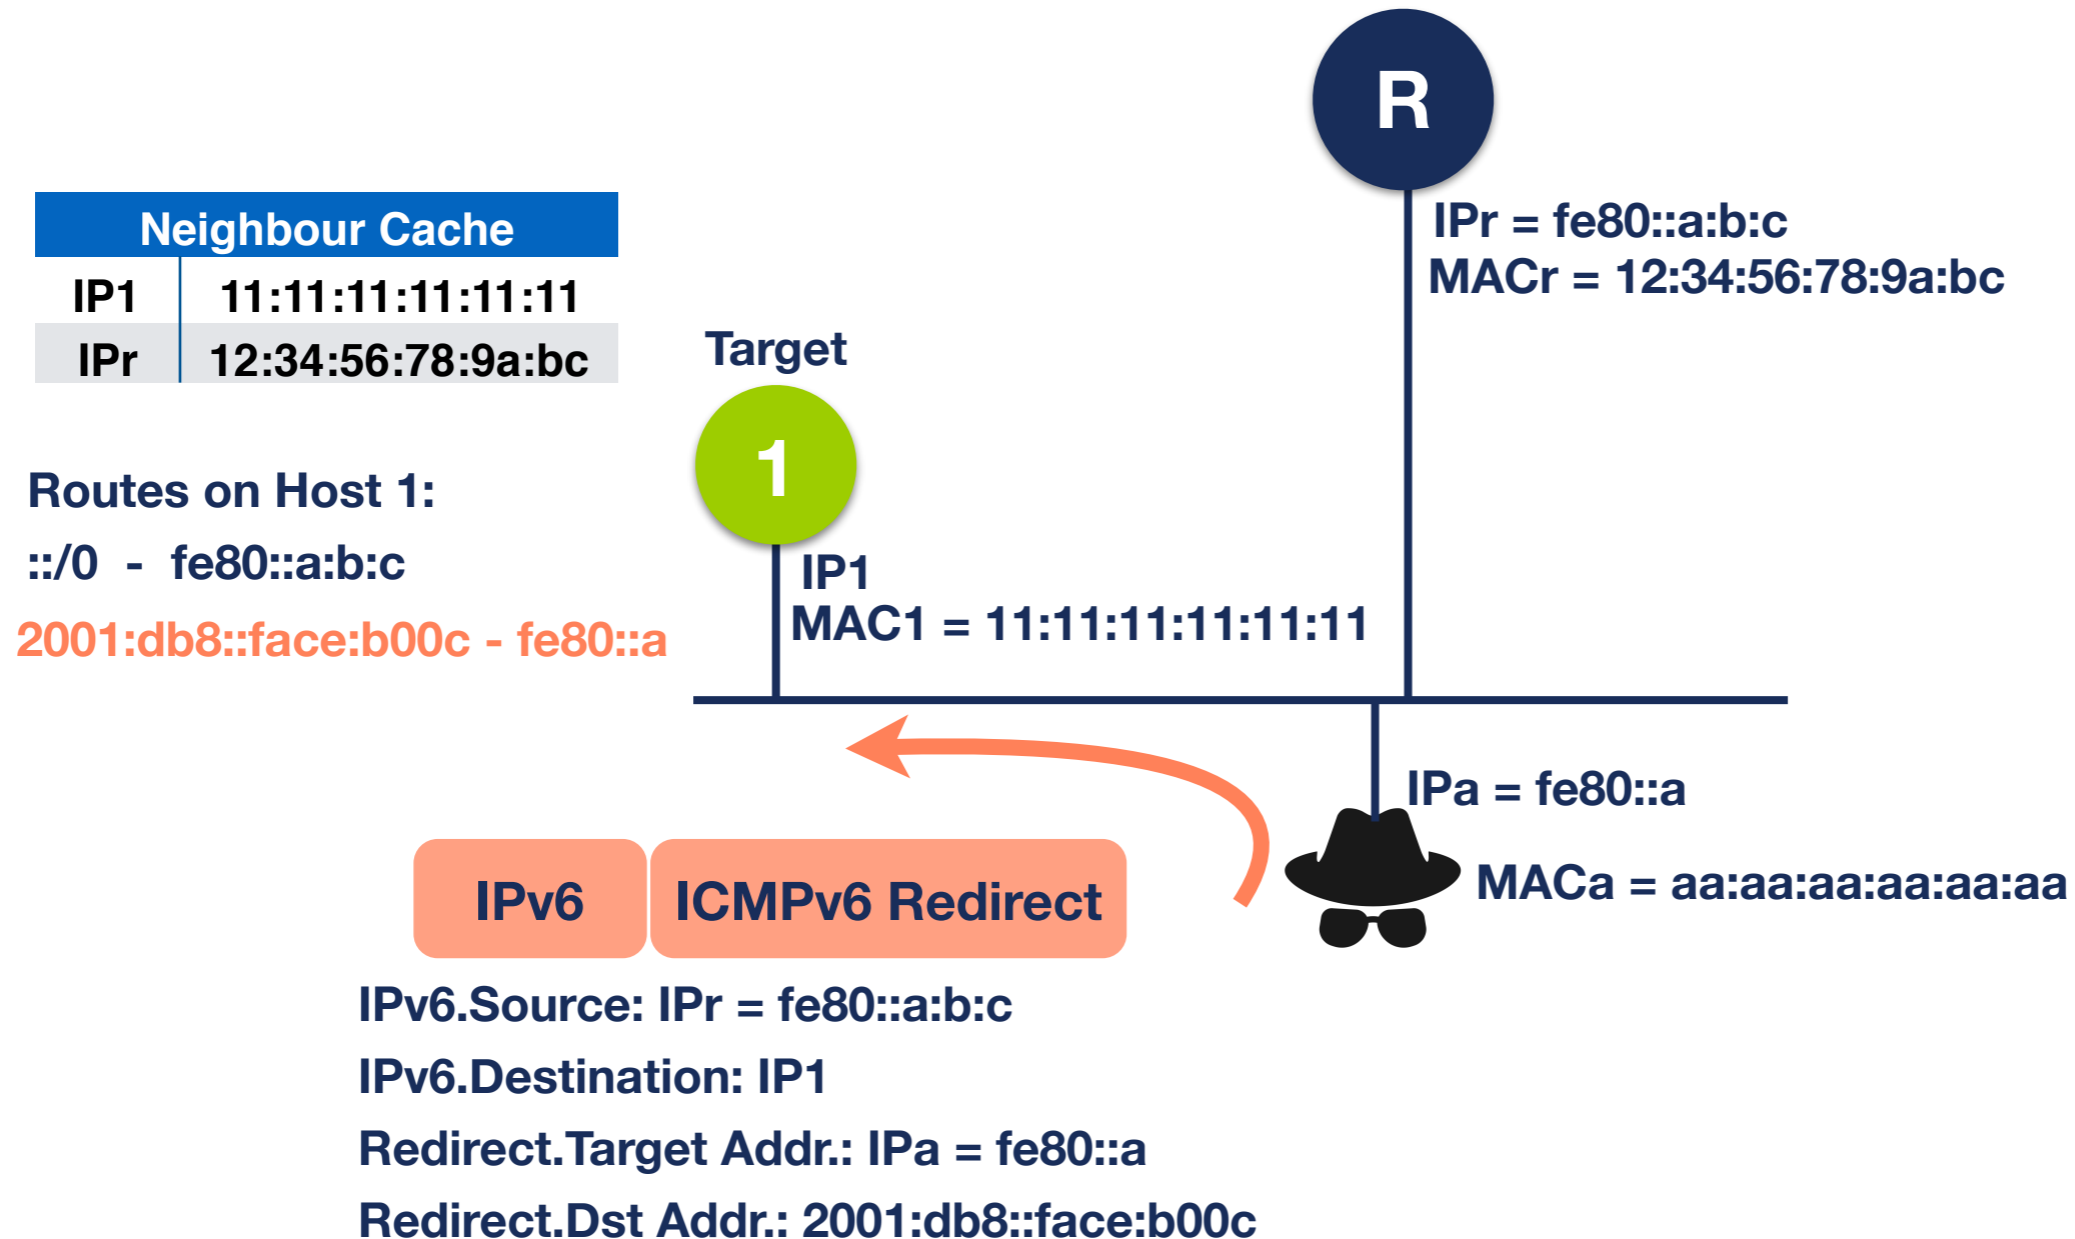 R
IPr = fe80::a:b:c
MACr = 12:34:56:78:9a:bc
Neighbour Cache
IP1 11:11:11:11:11:11
IPr 12:34:56:78:9a:bc
Target
1
Routes on Host 1:
::/0 - fe80::a:b:c
2001:db8::face:b00c - fe80::a
IP1
MAC1 = 11:11:11:11:11:11
IPa = fe80::a
MACa = aa:aa:aa:aa:aa:aa
IPv6 ICMPv6 Redirect
IPv6.Source: IPr = fe80::a:b:c
IPv6.Destination: IP1
Redirect.Target Addr.: IPa = fe80::a
Redirect.Dst Addr.: 2001:db8::face:b00c